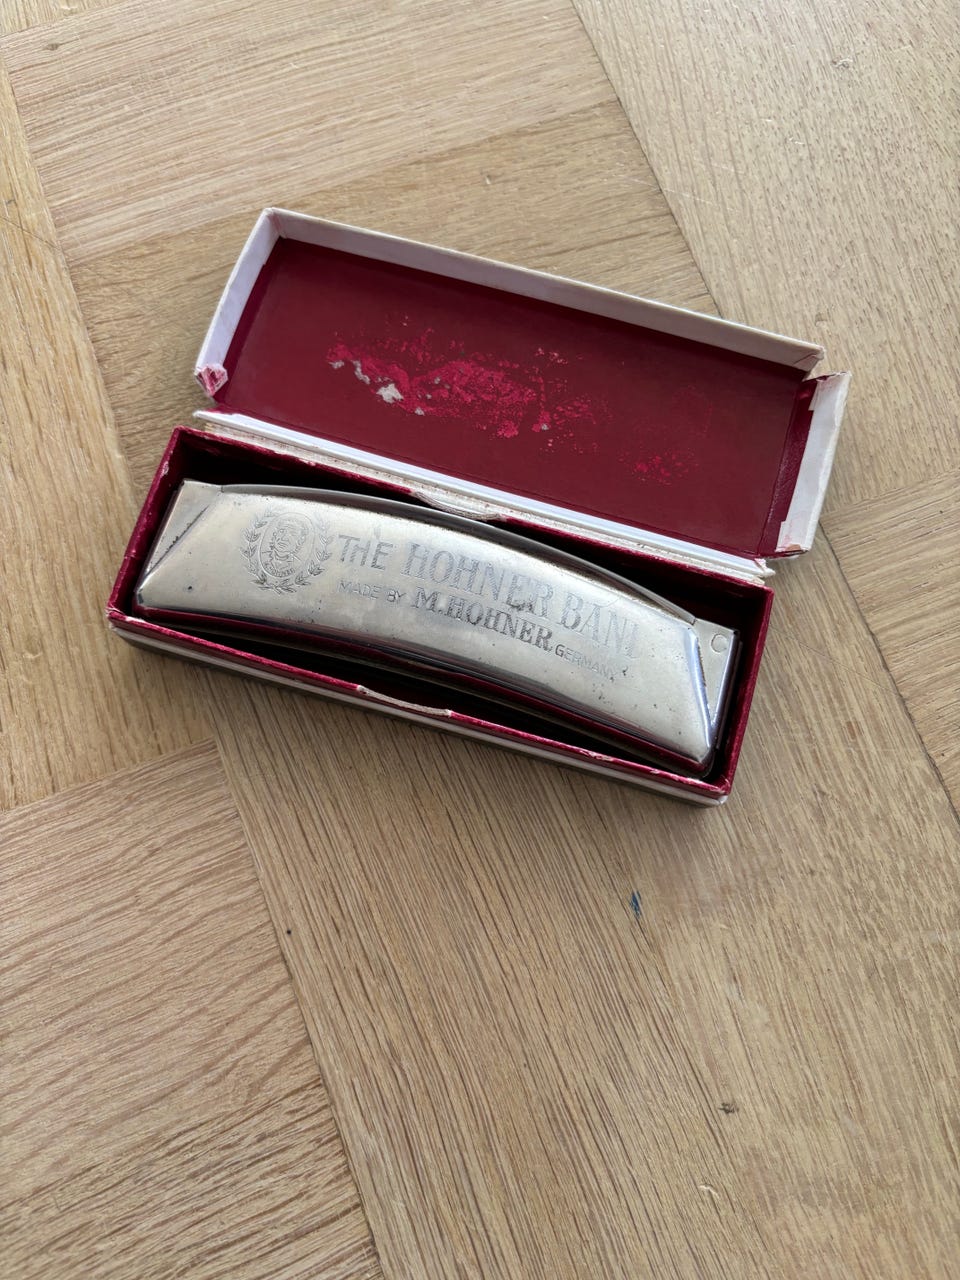 THE HOHNER BAND
MADE BY M. HOHNER, GERMANY